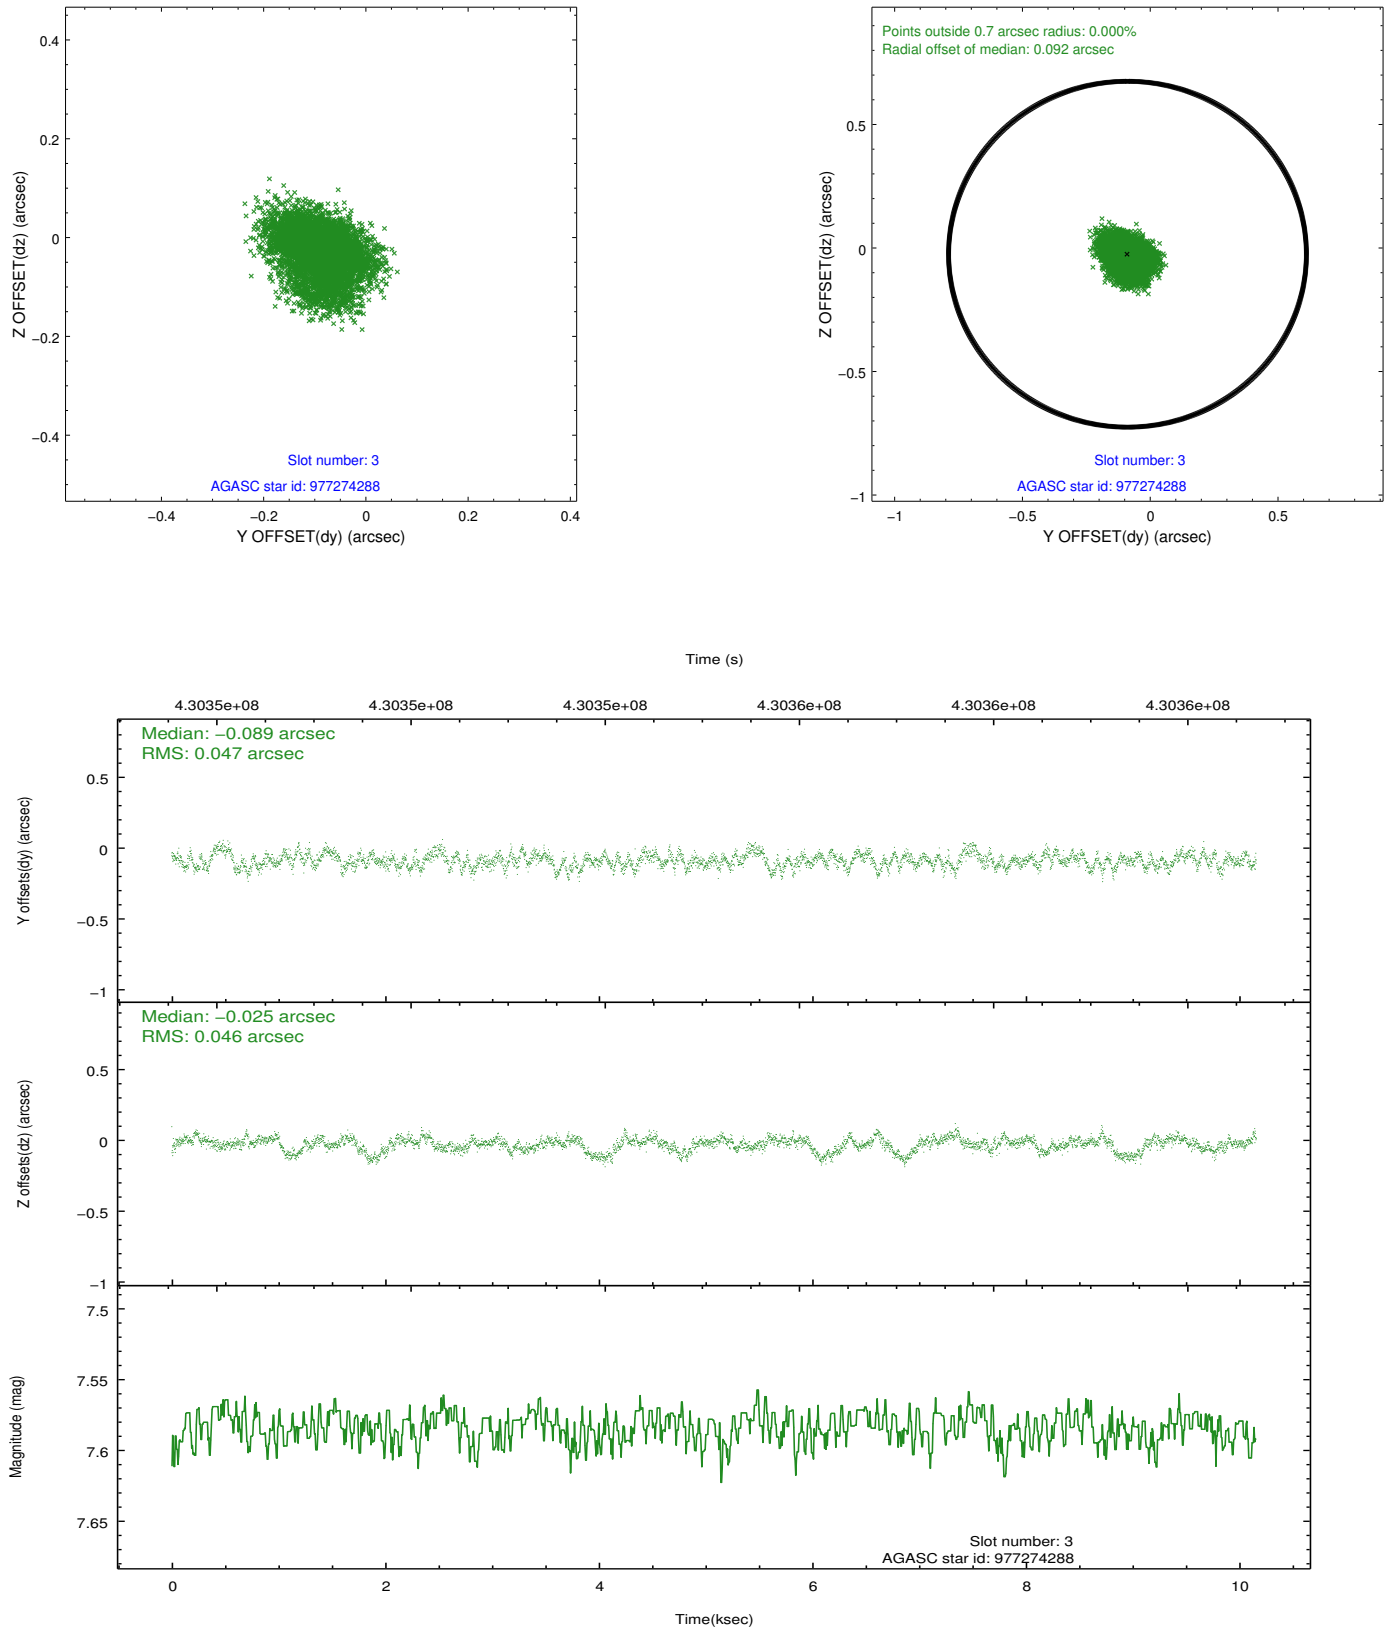 0.4
0.2
0
−0.2
−0.4
Z OFFSET(dz) (arcsec)
Slot number: 3
AGASC star id: 977274288
−0.4 −0.2 0 0.2 0.4
Y OFFSET(dy) (arcsec)
Points outside 0.7 arcsec radius: 0.000%
Radial offset of median: 0.092 arcsec
0.5
0
−0.5
−1
Z OFFSET(dz) (arcsec)
Slot number: 3
AGASC star id: 977274288
−1 −0.5 0 0.5
Y OFFSET(dy) (arcsec)
Time (s)
4.3035e+08 4.3035e+08 4.3035e+08 4.3036e+08 4.3036e+08 4.3036e+08
Median: −0.089 arcsec
RMS: 0.047 arcsec
0.5
0
−0.5
−1
Y offsets(dy) (arcsec)
Median: −0.025 arcsec
RMS: 0.046 arcsec
0.5
0
−0.5
−1
Z offsets(dz) (arcsec)
7.5
7.55
7.6
7.65
Magnitude (mag)
Slot number: 3
AGASC star id: 977274288
0 2 4 6 8 10
Time(ksec)